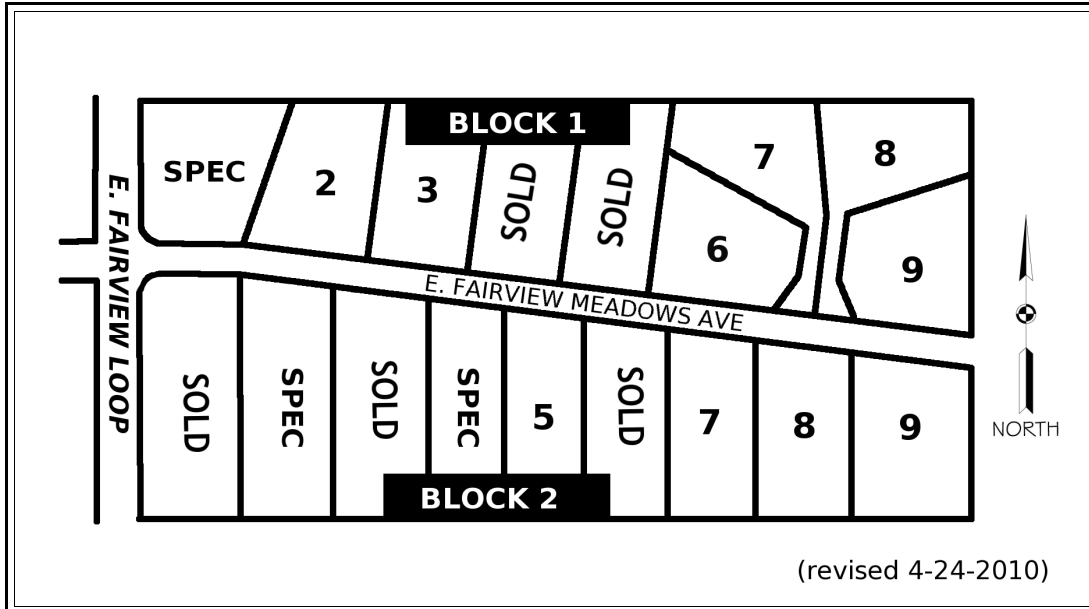 BLOCK 1
SPEC
2
3
SOLD
SOLD
6
7
8
9
E. FAIRVIEW LOOP
E. FAIRVIEW MEADOWS AVE
SOLD
SPEC
SOLD
SPEC
5
SOLD
7
8
9
BLOCK 2
NORTH
(revised 4-24-2010)